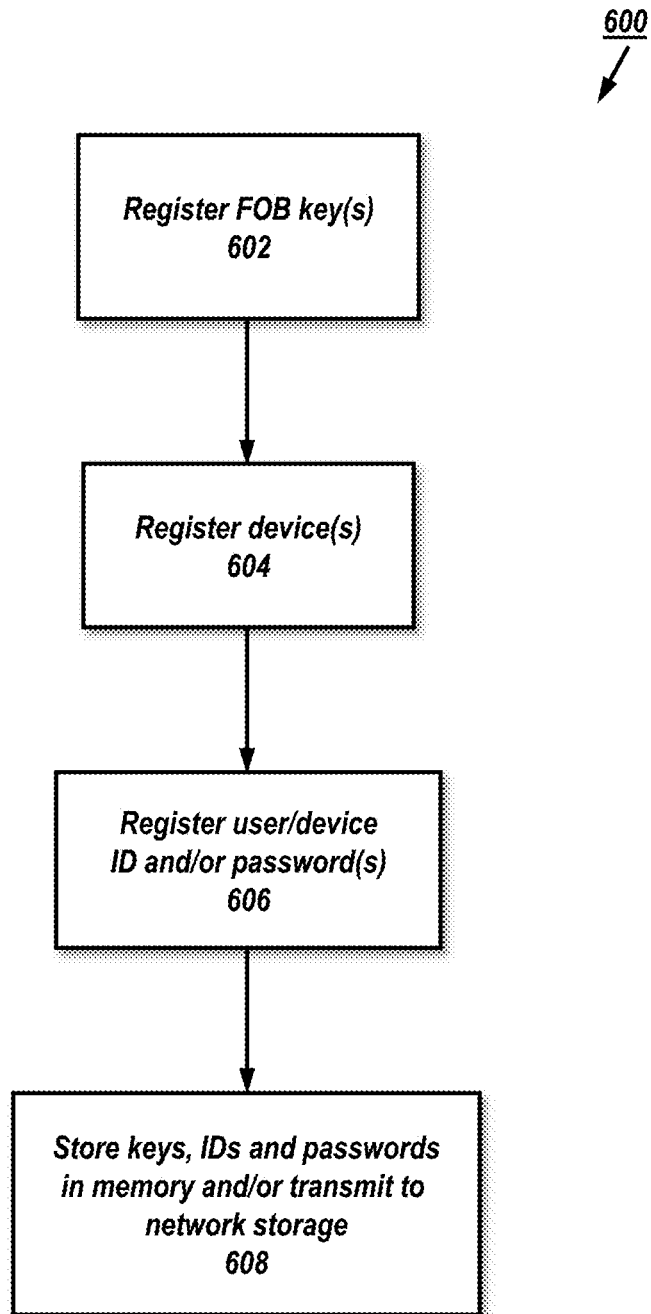 600
Register FOB key(s)
602
Register device(s)
604
Register user/device
ID and/or password(s)
606
Store keys, IDs and passwords
in memory and/or transmit to
network storage
608